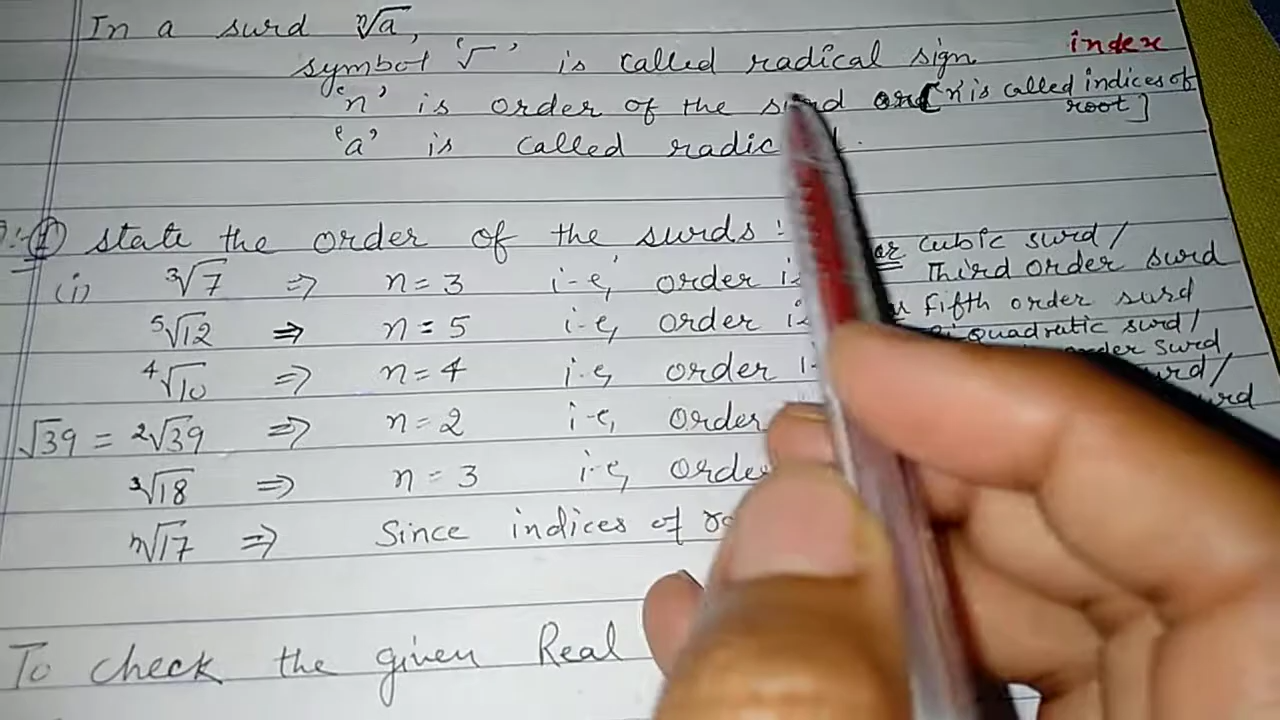 In a surd ⁿ√a,
symbol '√' is called radical sign index
'n' is order of the surd or ['n' is called indices of root]
'a' is called
(1) State the order of the surds :
(i) ³√7 ⇒ n = 3 i-e, order or cubic surd / Third order surd
⁵√12 ⇒ n = 5 i-e, order Fifth order surd
⁴√10 ⇒ n = 4 i-e, order quadratic surd / order surd
√39 = ²√39 ⇒ n = 2 i-e, order
³√18 ⇒ n = 3 i-e,
ⁿ√17 ⇒ Since indices of
To check the given Real